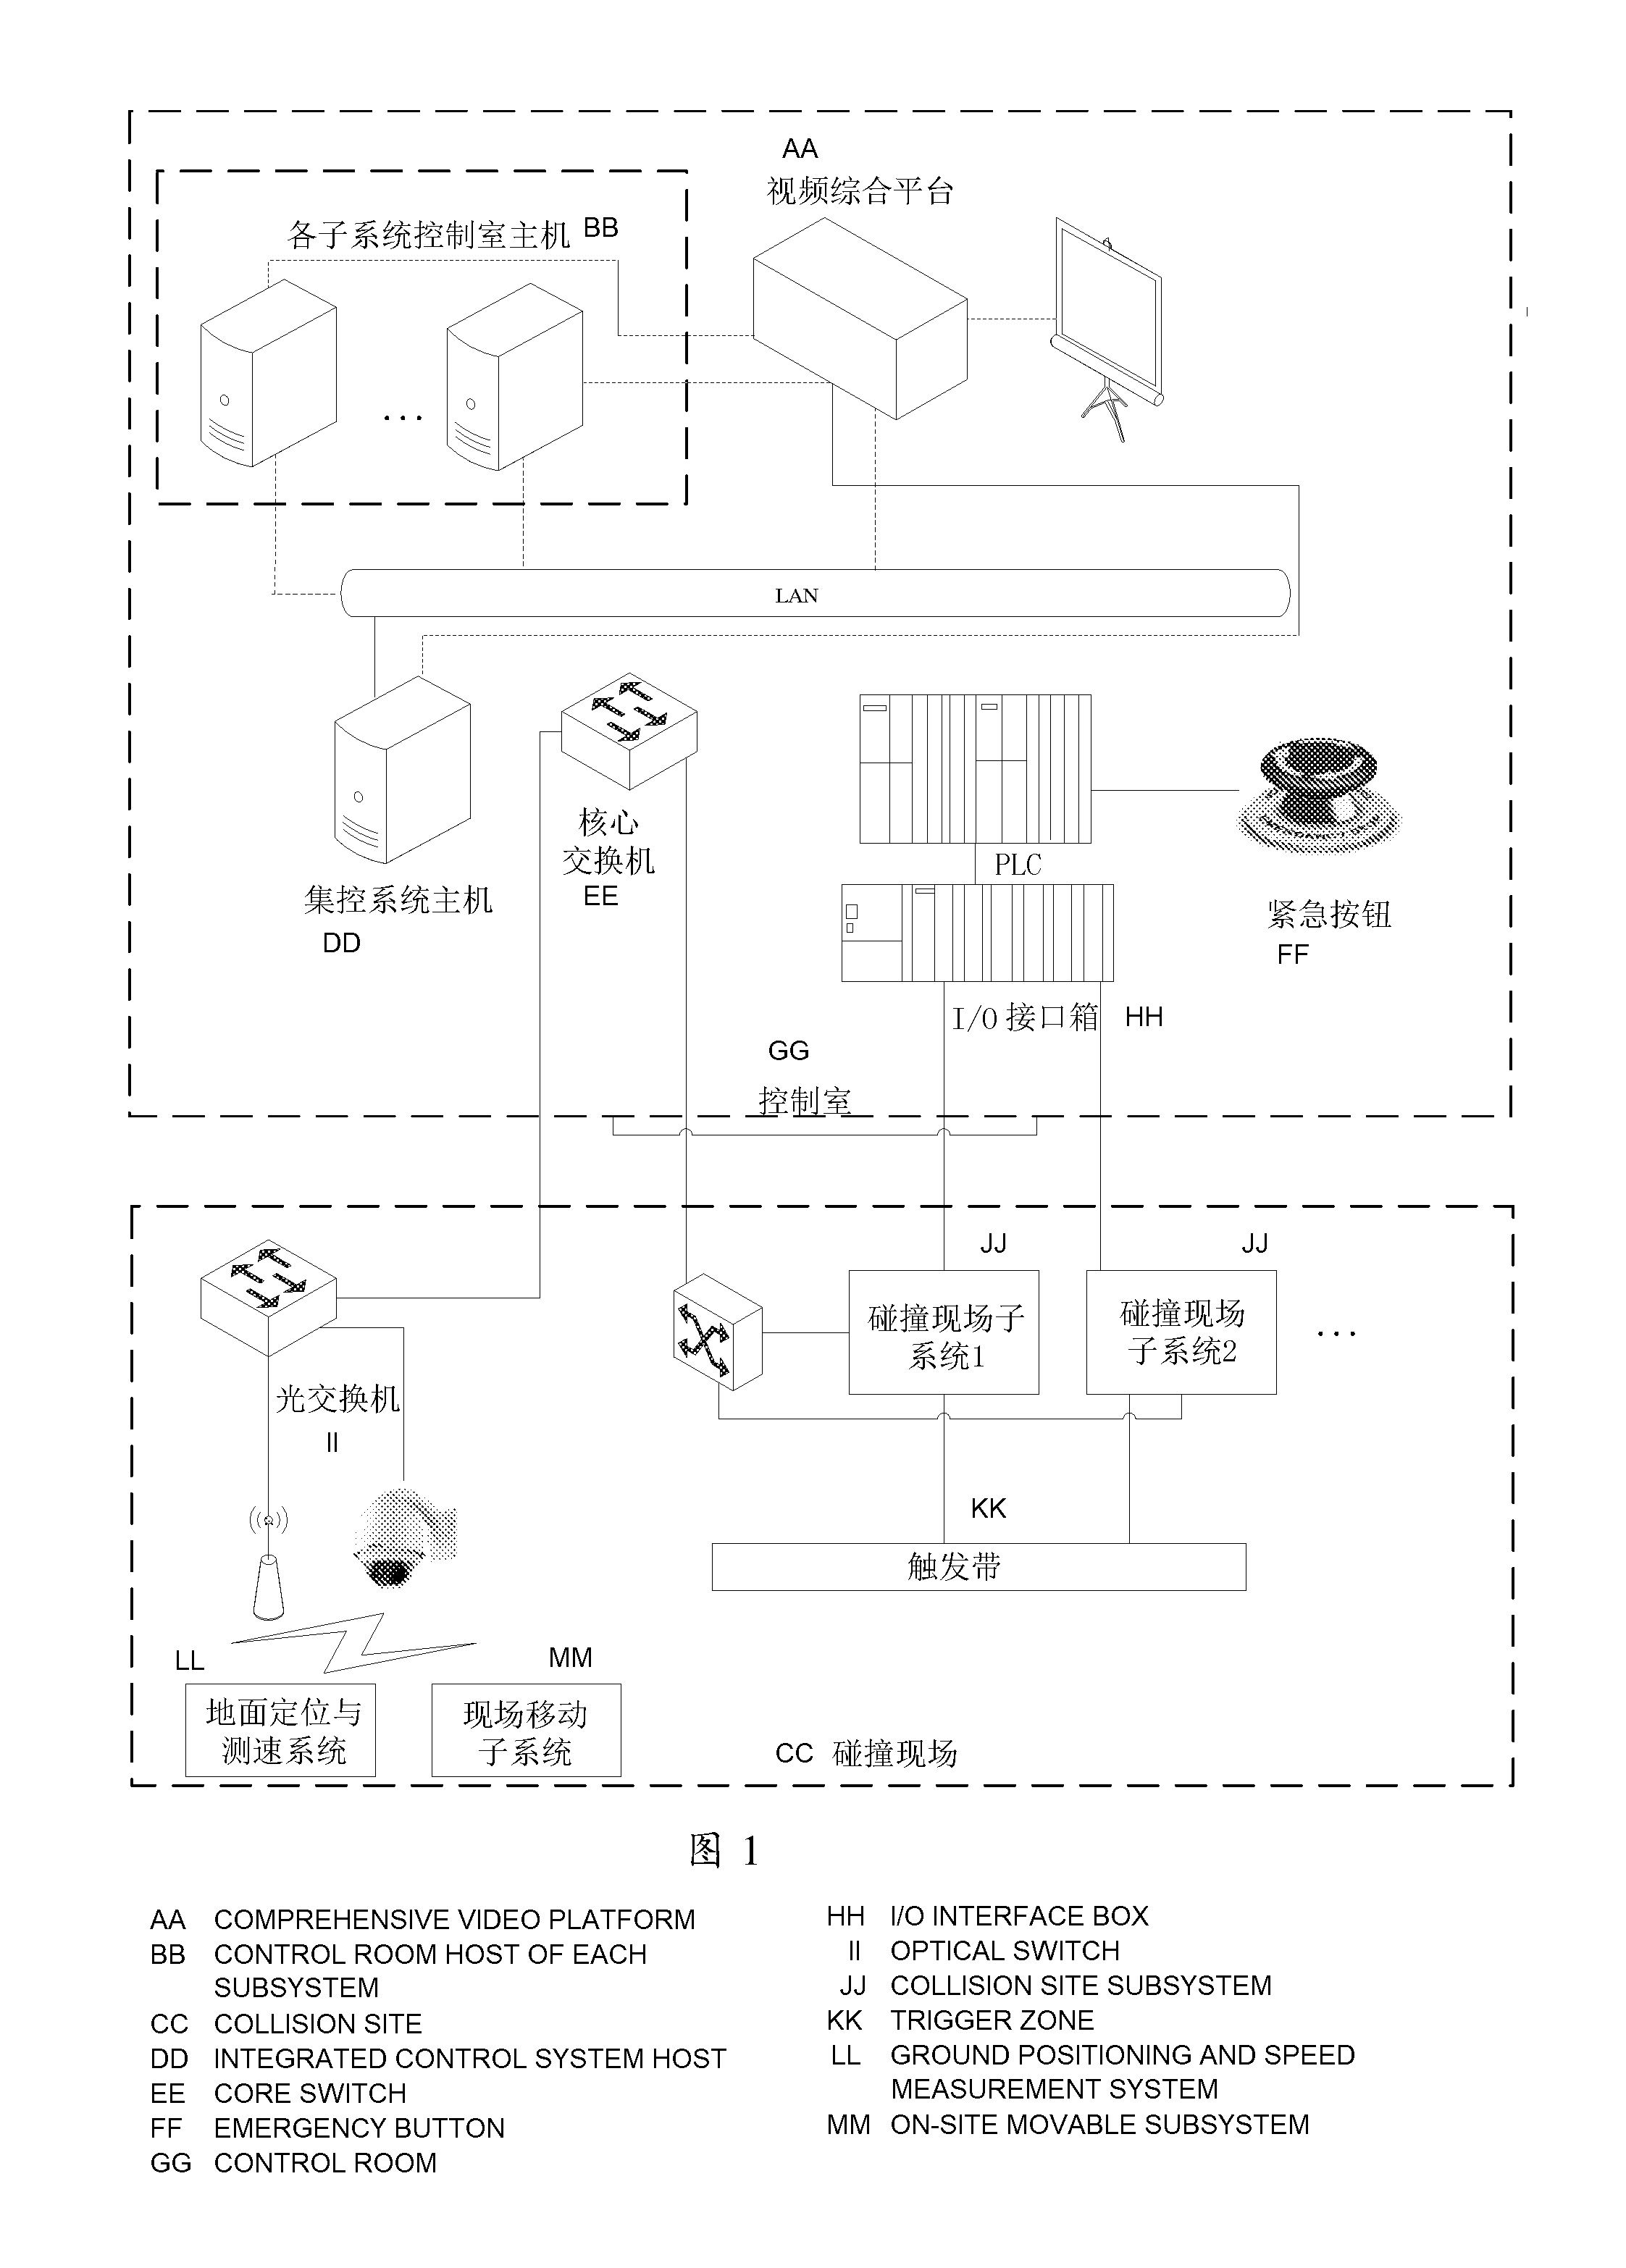 AA
视频综合平台
各子系统控制室主机 BB
...
LAN
核心
交换机
EE
集控系统主机
DD
PLC
紧急按钮
FF
I/O 接口箱 HH
GG
控制室
JJ
JJ
碰撞现场子
系统1
碰撞现场
子系统2
...
光交换机
II
KK
触发带
LL
MM
地面定位与
测速系统
现场移动
子系统
CC 碰撞现场
图 1
AA COMPREHENSIVE VIDEO PLATFORM
BB CONTROL ROOM HOST OF EACH
SUBSYSTEM
CC COLLISION SITE
DD INTEGRATED CONTROL SYSTEM HOST
EE CORE SWITCH
FF EMERGENCY BUTTON
GG CONTROL ROOM
HH I/O INTERFACE BOX
II OPTICAL SWITCH
JJ COLLISION SITE SUBSYSTEM
KK TRIGGER ZONE
LL GROUND POSITIONING AND SPEED
MEASUREMENT SYSTEM
MM ON-SITE MOVABLE SUBSYSTEM